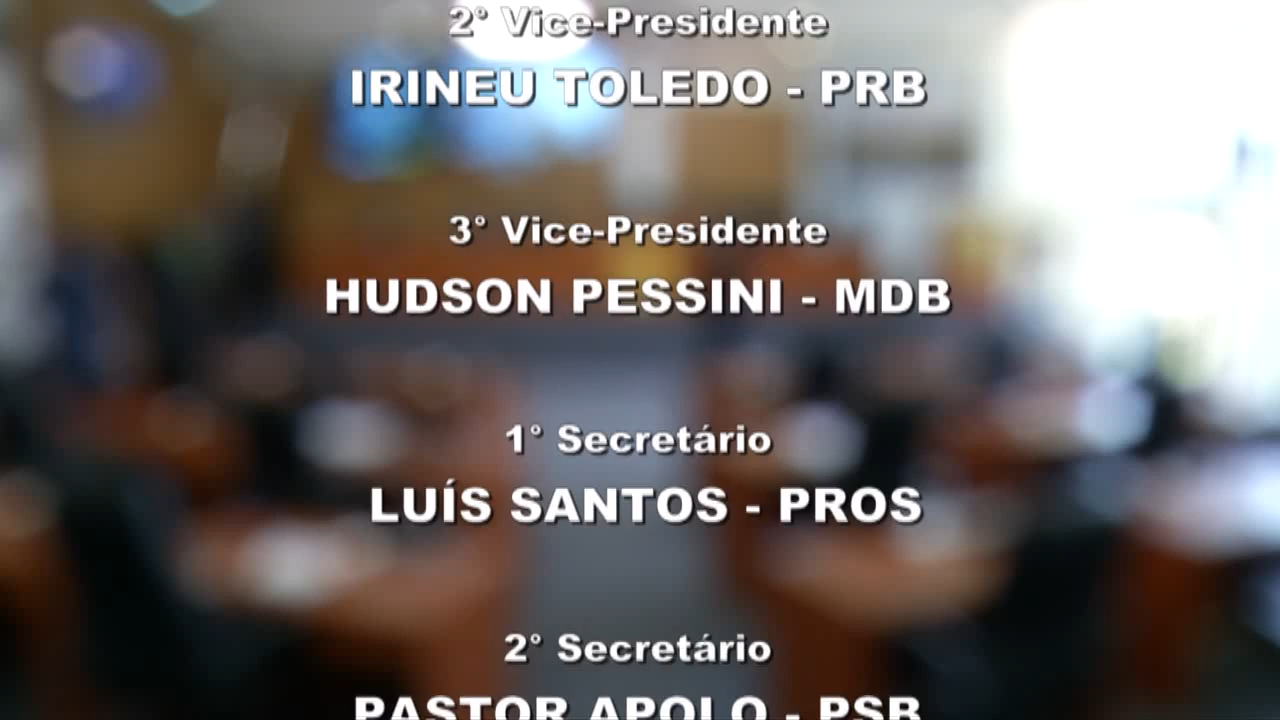 2° Vice-Presidente
IRINEU TOLEDO - PRB
3° Vice-Presidente
HUDSON PESSINI - MDB
1° Secretário
LUÍS SANTOS - PROS
2° Secretário
PASTOR APOLO - PSB